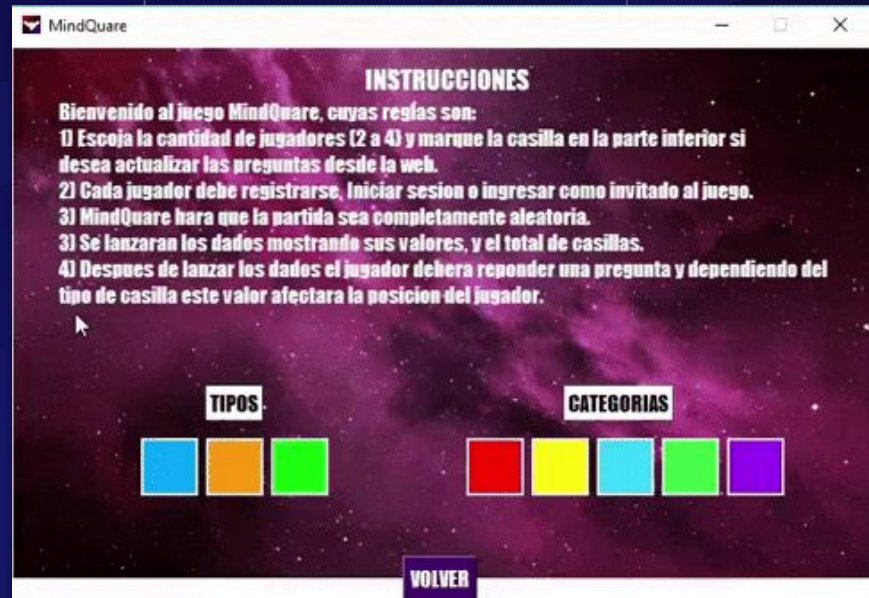 MindQuare
INSTRUCCIONES
Bienvenido al juego MindQuare, cuyas reglas son:
1) Escoja la cantidad de jugadores (2 a 4) y marque la casilla en la parte inferior si
desea actualizar las preguntas desde la web.
2) Cada jugador debe registrarse, Iniciar sesion o ingresar como invitado al juego.
3) MindQuare hara que la partida sea completamente aleatoria.
3) Se lanzaran los dados mostrando sus valores, y el total de casillas.
4) Despues de lanzar los dados el jugador debera reponder una pregunta y dependiendo del
tipo de casilla este valor afectara la posicion del jugador.
TIPOS
CATEGORIAS
VOLVER